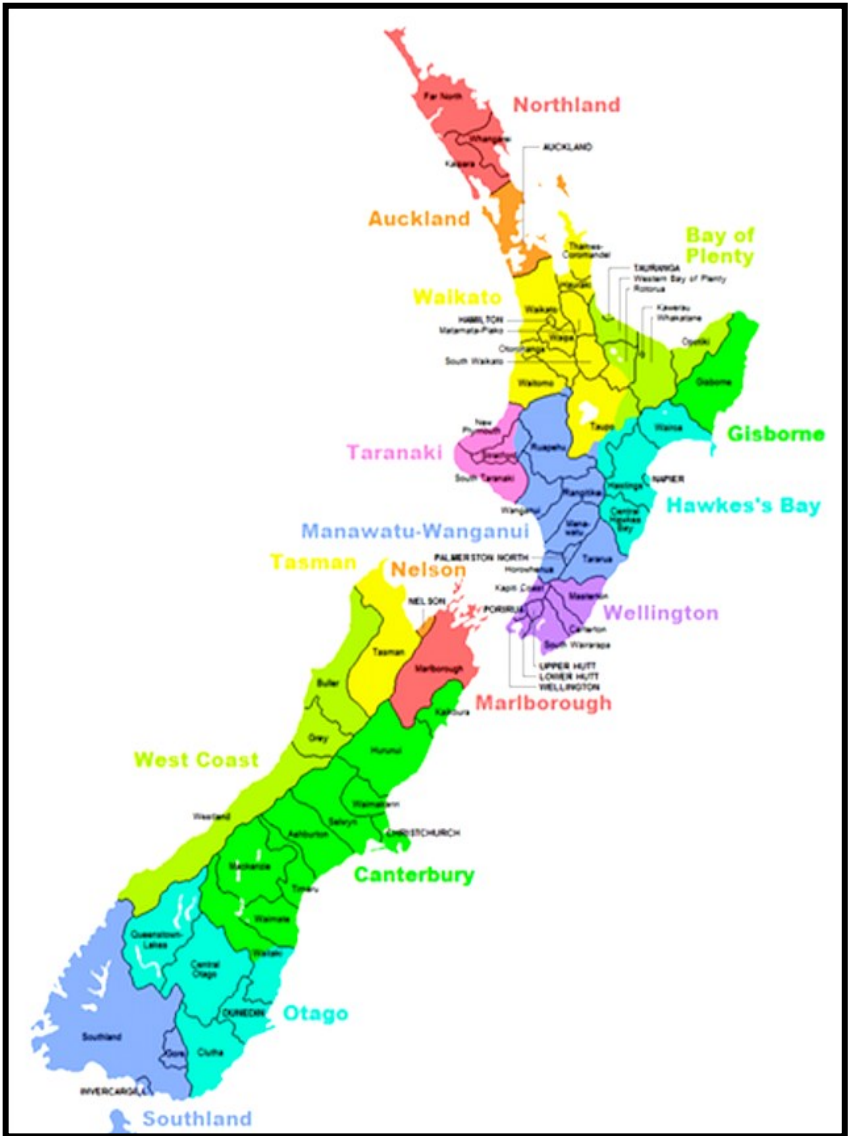 Far North
Northland
Whangarei
Kaipara
AUCKLAND
Auckland
Bay of
Plenty
Thames-
Coromandel
TAURANGA
Western Bay of Plenty
Rotorua
Hauraki
Waikato
Waikato
Kawerau
Whakatane
HAMILTON
Matamata-Piako
Waipa
Otorohanga
Opotiki
South Waikato
Waitomo
Gisborne
New
Plymouth
Taupo
Wairoa
Gisborne
Taranaki
Stratford
Ruapehu
South Taranaki
Hastings
NAPIER
Rangitikei
Hawkes's Bay
Wanganui
Central
Hawkes
Bay
Manawatu-Wanganui
Mana-
watu
PALMERSTON NORTH
Tararua
Tasman
Nelson
Horowhenua
Kapiti Coast
Masterton
NELSON
PORIRUA
Wellington
Carterton
South Wairarapa
Tasman
Marlborough
UPPER HUTT
LOWER HUTT
WELLINGTON
Buller
Marlborough
Kaikoura
Grey
Hurunui
West Coast
Waimakariri
Westland
Selwyn
Ashburton
CHRISTCHURCH
Mackenzie
Canterbury
Timaru
Waimate
Queenstown-
Lakes
Waitaki
Central
Otago
DUNEDIN
Otago
Southland
Gore
Clutha
INVERCARGILL
Southland